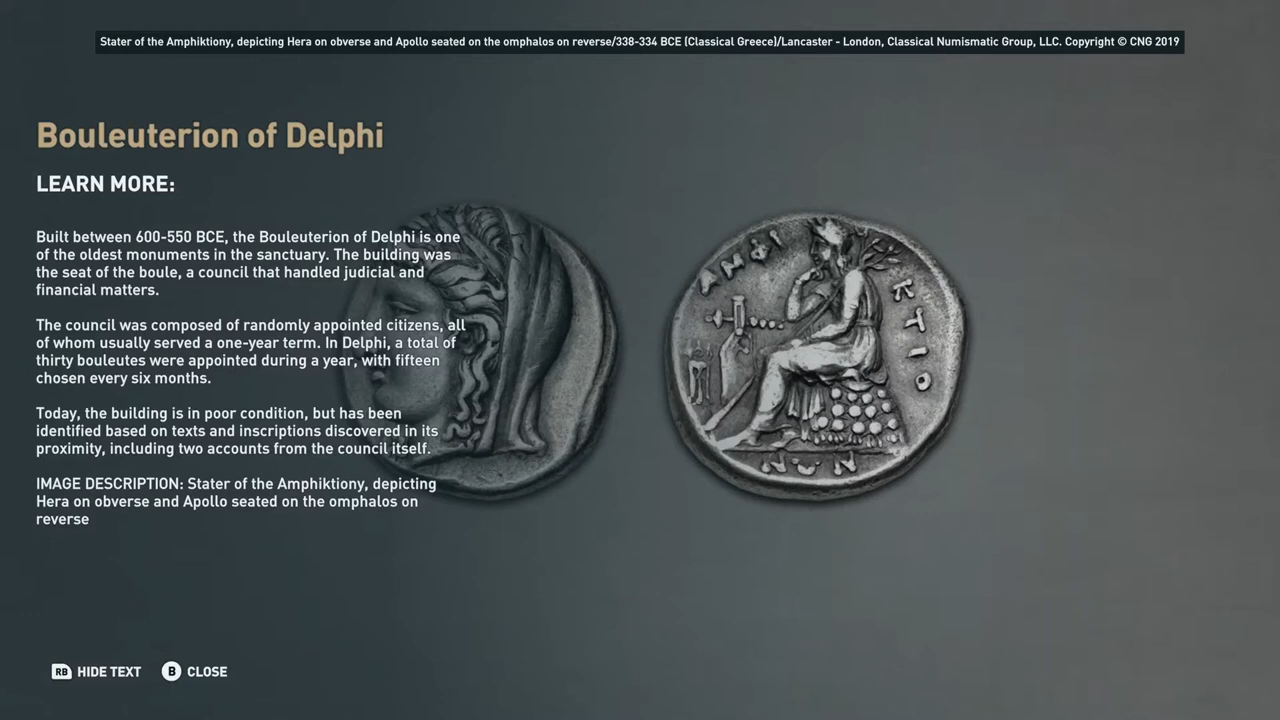 Stater of the Amphiktiony, depicting Hera on obverse and Apollo seated on the omphalos on reverse/338-334 BCE (Classical Greece)/Lancaster - London, Classical Numismatic Group, LLC. Copyright © CNG 2019
Bouleuterion of Delphi
LEARN MORE:
Built between 600-550 BCE, the Bouleuterion of Delphi is one
of the oldest monuments in the sanctuary. The building was
the seat of the boule, a council that handled judicial and
financial matters.
The council was composed of randomly appointed citizens, all
of whom usually served a one-year term. In Delphi, a total of
thirty bouleutes were appointed during a year, with fifteen
chosen every six months.
Today, the building is in poor condition, but has been
identified based on texts and inscriptions discovered in its
proximity, including two accounts from the council itself.
IMAGE DESCRIPTION: Stater of the Amphiktiony, depicting
Hera on obverse and Apollo seated on the omphalos on
reverse
ΑΜΦΙ
ΚΤΙΟ
ΝΩΝ
RB HIDE TEXT B CLOSE